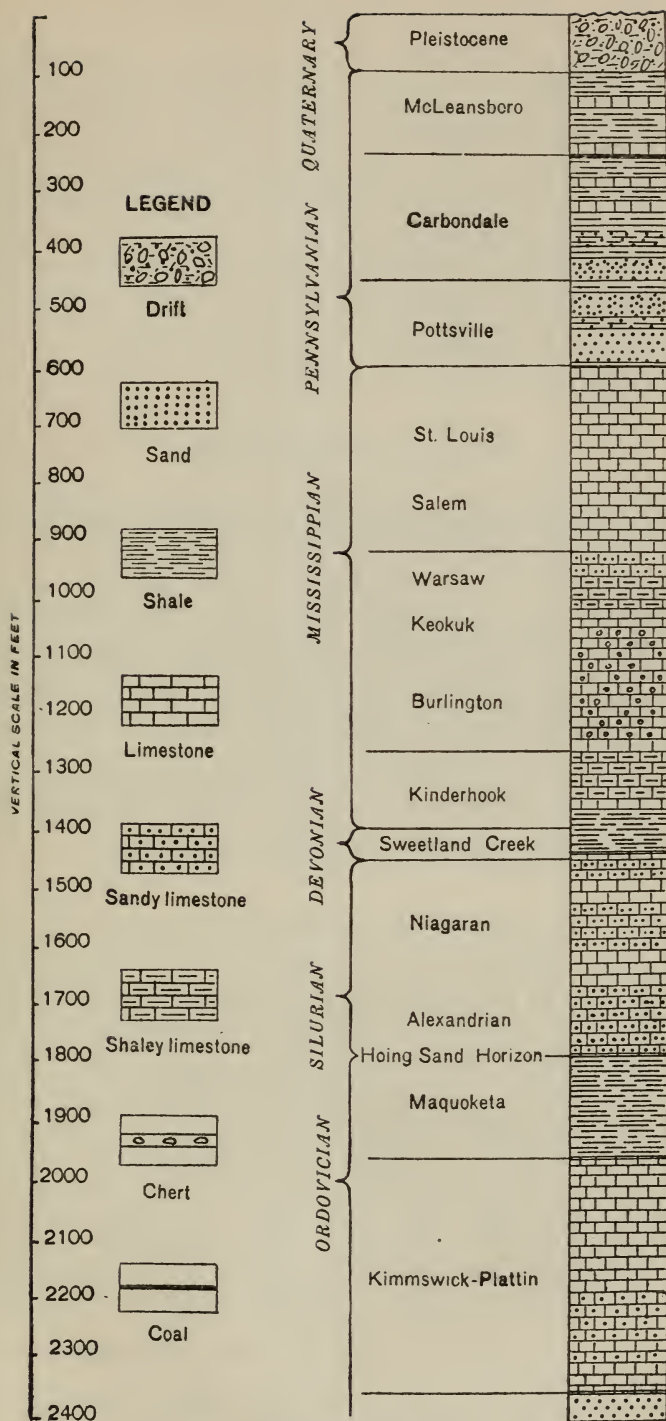 100
200
300
400
500
600
700
800
900
1000
1100
1200
1300
1400
1500
1600
1700
1800
1900
2000
2100
2200
2300
2400
VERTICAL SCALE IN FEET
LEGEND
Drift
Sand
Shale
Limestone
Sandy limestone
Shaley limestone
Chert
Coal
QUATERNARY
PENNSYLVANIAN
MISSISSIPPIAN
DEVONIAN
SILURIAN
ORDOVICIAN
Pleistocene
McLeansboro
Carbondale
Pottsville
St. Louis
Salem
Warsaw
Keokuk
Burlington
Kinderhook
Sweetland Creek
Niagaran
Alexandrian
Hoing Sand Horizon
Maquoketa
Kimmswick-Plattin